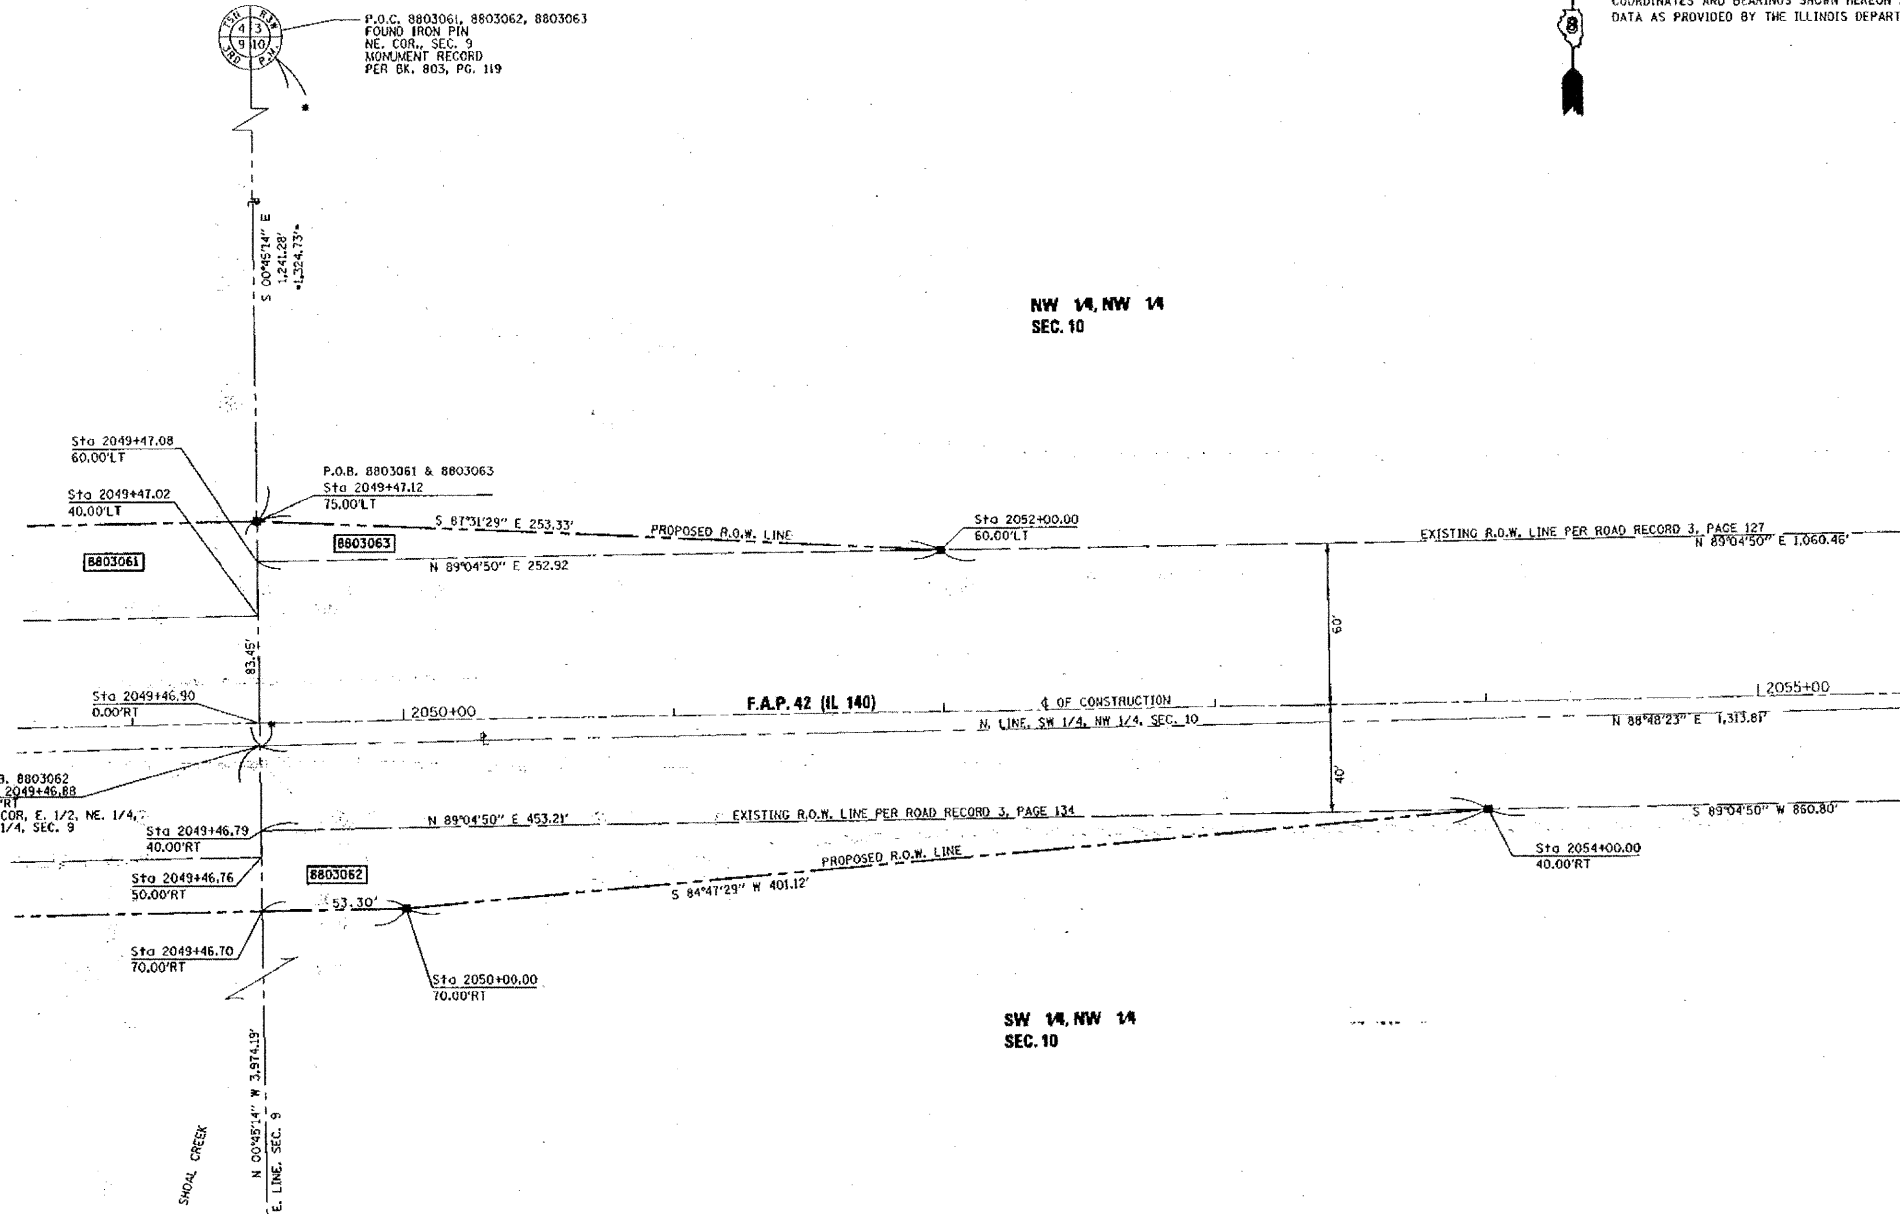 T5N R3W
4 3
9 10
3RD P.M.
P.O.C. 8803061, 8803062, 8803063
FOUND IRON PIN
NE. COR., SEC. 9
MONUMENT RECORD
PER BK. 803, PG. 119
*
8
COORDINATES AND BEARINGS SHOWN HEREON
DATA AS PROVIDED BY THE ILLINOIS DEPART
S 00°45'14" E
1,241.28'
*1,324.73'*
NW 1/4, NW 1/4
SEC. 10
Sta 2049+47.08
60.00'LT
Sta 2049+47.02
40.00'LT
P.O.B. 8803061 & 8803063
Sta 2049+47.12
75.00'LT
S 87°31'29" E 253.33'
PROPOSED R.O.W. LINE
Sta 2052+00.00
60.00'LT
EXISTING R.O.W. LINE PER ROAD RECORD 3, PAGE 127
N 89°04'50" E 1,060.46'
8803063
8803061
N 89°04'50" E 252.92
60'
83.45'
Sta 2049+46.90
0.00'RT
2050+00
F.A.P. 42 (IL 140)
℄ OF CONSTRUCTION
2055+00
N. LINE, SW 1/4, NW 1/4, SEC. 10
N 88°48'23" E 1,313.81'
B. 8803062
2049+46.88
'RT
COR, E. 1/2, NE. 1/4,
1/4, SEC. 9
40'
Sta 2049+46.79
40.00'RT
N 89°04'50" E 453.21'
EXISTING R.O.W. LINE PER ROAD RECORD 3, PAGE 134
S 89°04'50" W 860.80'
Sta 2054+00.00
40.00'RT
Sta 2049+46.76
50.00'RT
8803062
PROPOSED R.O.W. LINE
S 84°47'29" W 401.12'
53.30'
Sta 2049+46.70
70.00'RT
Sta 2050+00.00
70.00'RT
SW 1/4, NW 1/4
SEC. 10
N 00°45'14" W 3,974.19'
E. LINE, SEC. 9
SHOAL CREEK